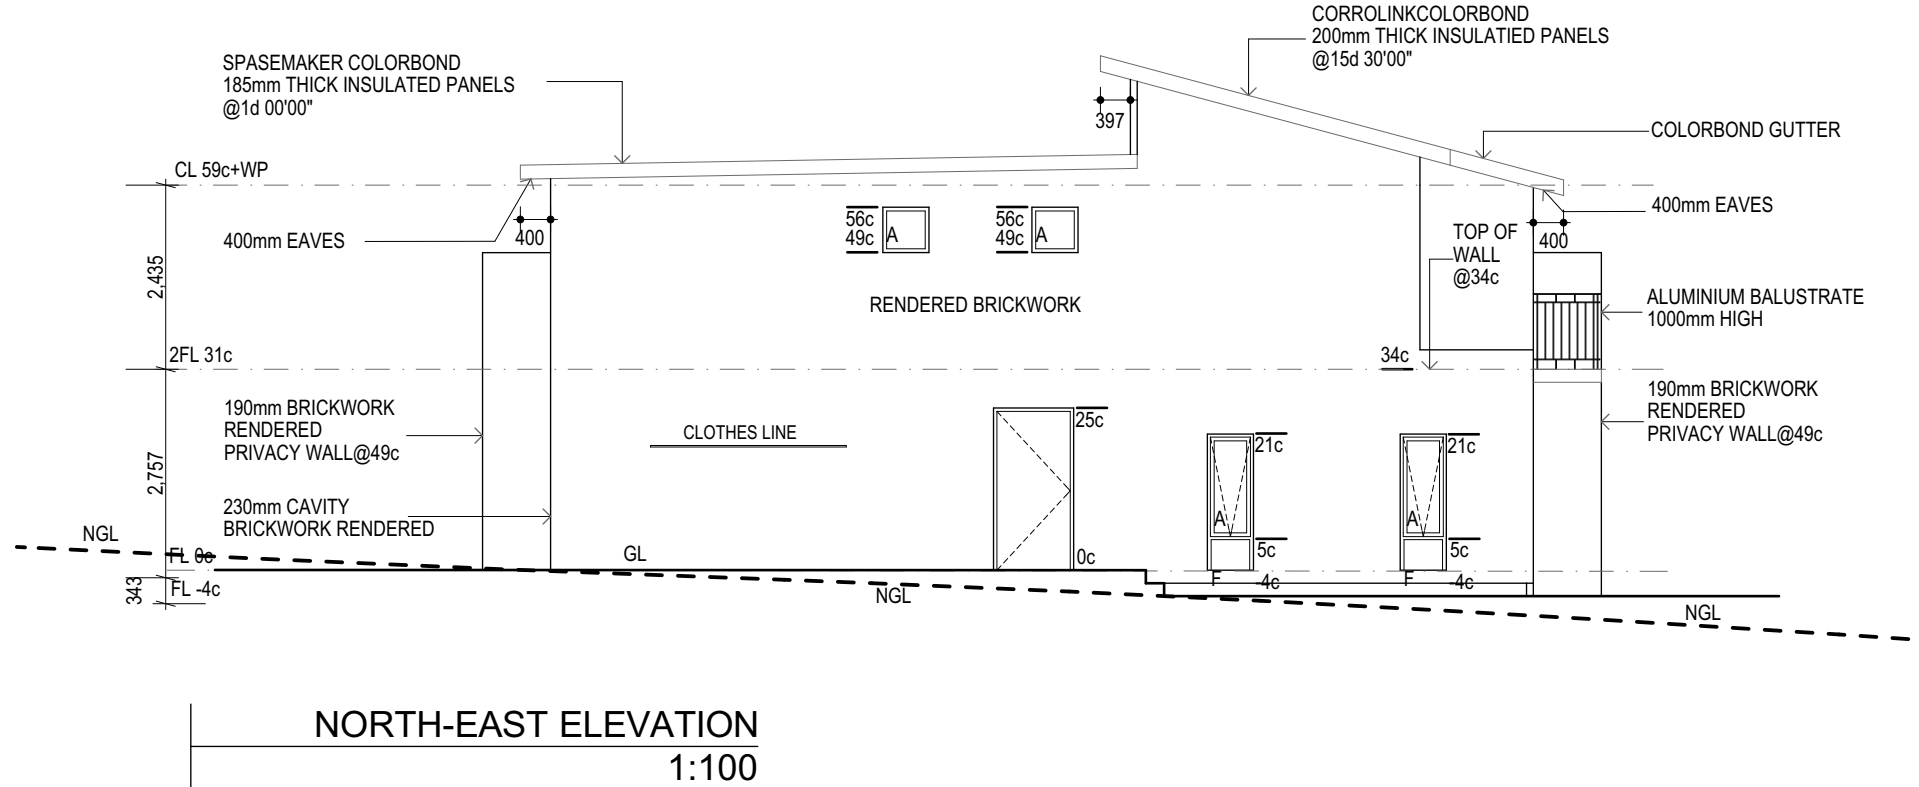 CORROLINKCOLORBOND
200mm THICK INSULATIED PANELS
@15d 30'00"
SPASEMAKER COLORBOND
185mm THICK INSULATED PANELS
@1d 00'00"
397
COLORBOND GUTTER
CL 59c+WP
400mm EAVES
400
56c
49c
A
56c
49c
A
TOP OF
WALL
@34c
400
400mm EAVES
2,435
RENDERED BRICKWORK
ALUMINIUM BALUSTRATE
1000mm HIGH
2FL 31c
34c
190mm BRICKWORK
RENDERED
PRIVACY WALL@49c
CLOTHES LINE
25c
21c
21c
190mm BRICKWORK
RENDERED
PRIVACY WALL@49c
2,757
230mm CAVITY
BRICKWORK RENDERED
A
A
NGL
FL 0c
GL
0c
5c
5c
343
FL -4c
NGL
F
-4c
F
-4c
NGL
NORTH-EAST ELEVATION
1:100